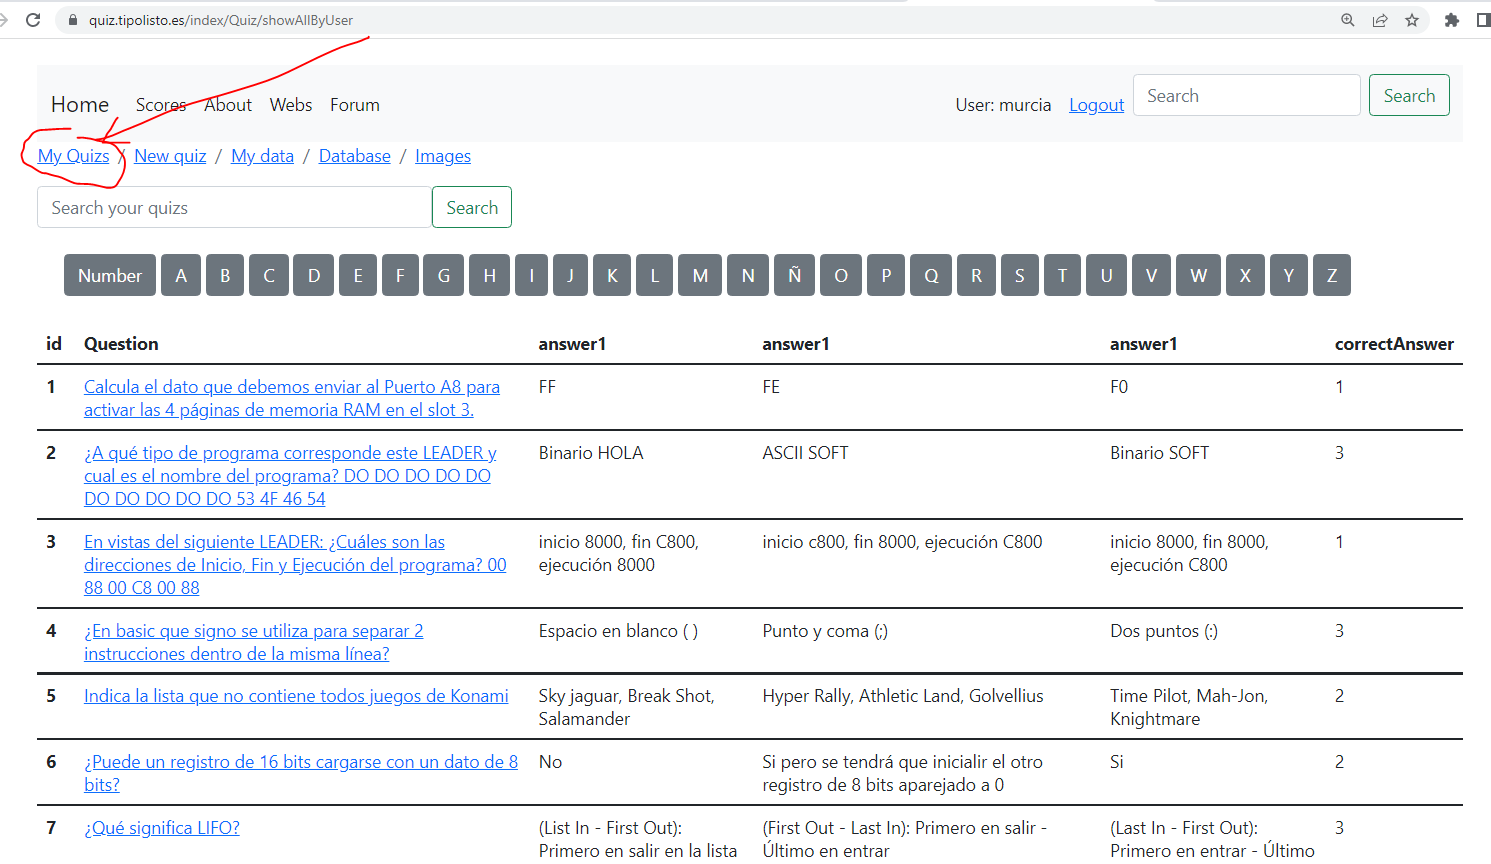 quiz.tipolisto.es/index/Quiz/showAllByUser
Home Scores About Webs Forum User: murcia Logout Search Search
My Quizs / New quiz / My data / Database / Images
Search your quizs Search
Number A B C D E F G H I J K L M N Ñ O P Q R S T U V W X Y Z
id Question answer1 answer1 answer1 correctAnswer
1 Calcula el dato que debemos enviar al Puerto A8 para FF FE F0 1
activar las 4 páginas de memoria RAM en el slot 3.
2 ¿A qué tipo de programa corresponde este LEADER y Binario HOLA ASCII SOFT Binario SOFT 3
cual es el nombre del programa? DO DO DO DO DO
DO DO DO DO DO 53 4F 46 54
3 En vistas del siguiente LEADER: ¿Cuáles son las inicio 8000, fin C800, inicio c800, fin 8000, ejecución C800 inicio 8000, fin 8000, 1
direcciones de Inicio, Fin y Ejecución del programa? 00 ejecución 8000 ejecución C800
88 00 C8 00 88
4 ¿En basic que signo se utiliza para separar 2 Espacio en blanco ( ) Punto y coma (;) Dos puntos (:) 3
instrucciones dentro de la misma línea?
5 Indica la lista que no contiene todos juegos de Konami Sky jaguar, Break Shot, Hyper Rally, Athletic Land, Golvellius Time Pilot, Mah-Jon, 2
Salamander Knightmare
6 ¿Puede un registro de 16 bits cargarse con un dato de 8 No Si pero se tendrá que inicialir el otro Si 2
bits? registro de 8 bits aparejado a 0
7 ¿Qué significa LIFO? (List In - First Out): (First Out - Last In): Primero en salir - (Last In - First Out): 3
Primero en salir en la lista Último en entrar Primero en entrar - Último